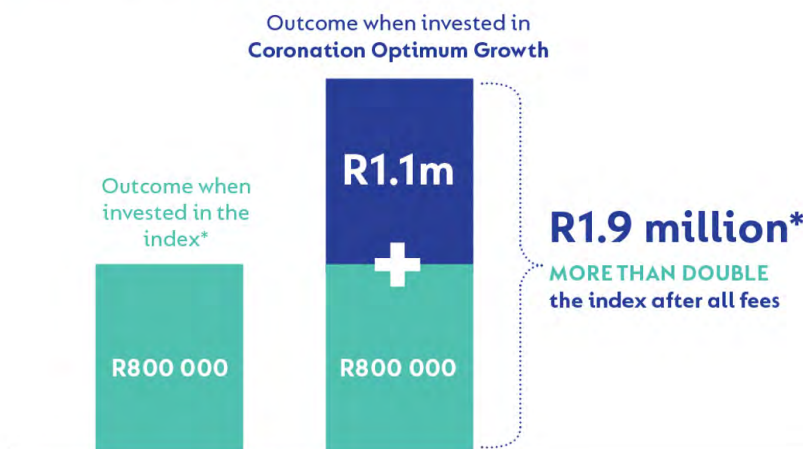 Outcome when invested in
Coronation Optimum Growth
R1.1m
Outcome when
invested in the
index*
R1.9 million*
MORE THAN DOUBLE
the index after all fees
R800 000
R800 000